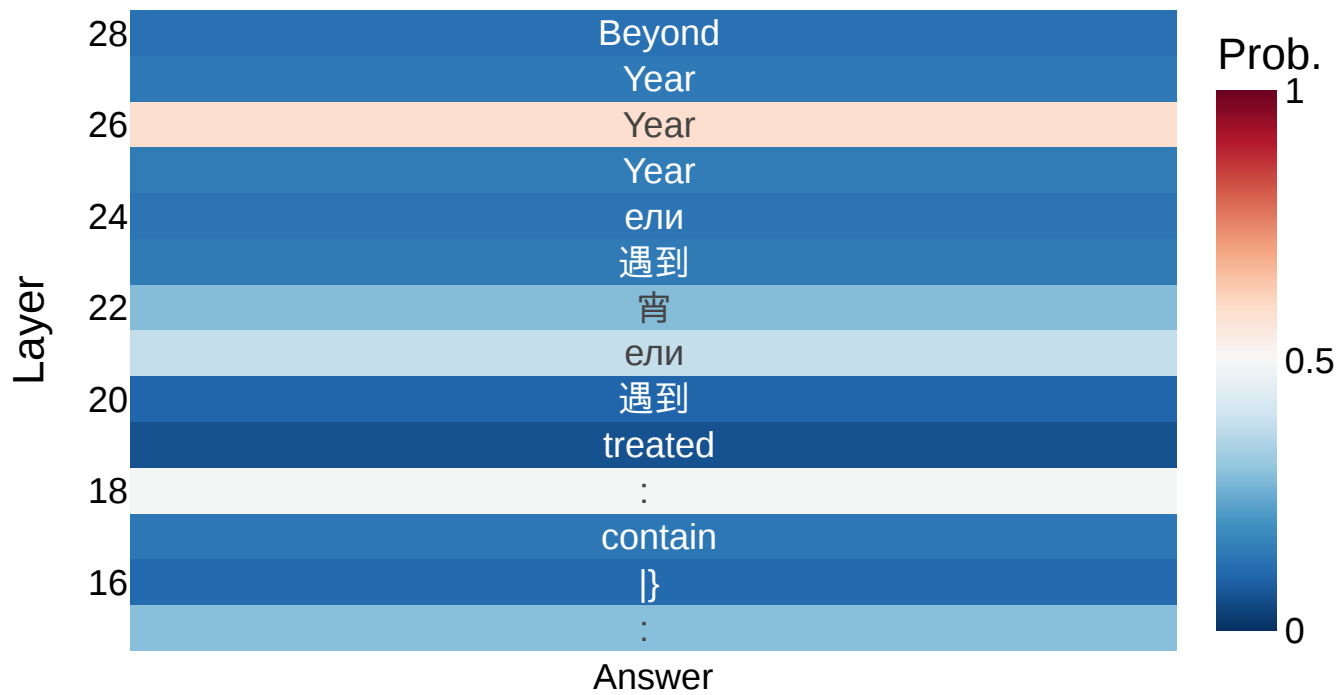 28 Beyond
Prob.
Year
1
26 Year
Year
24 ели
遇到
22 宵
ели
0.5
Layer
20 遇到
treated
18 :
contain
16 |}
:
0
Answer